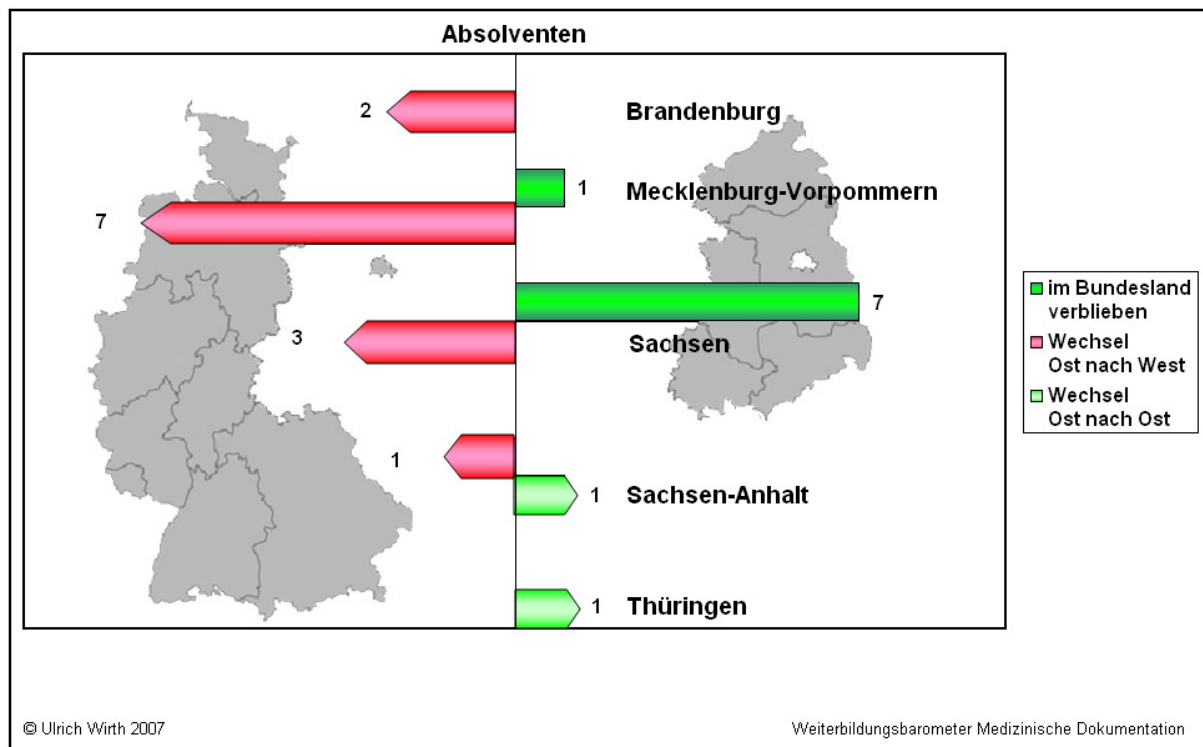 Absolventen
2
Brandenburg
1
Mecklenburg-Vorpommern
7
7
3
Sachsen
im Bundesland
verblieben
Wechsel
Ost nach West
Wechsel
Ost nach Ost
1
1
Sachsen-Anhalt
1
Thüringen
© Ulrich Wirth 2007
Weiterbildungsbarometer Medizinische Dokumentation